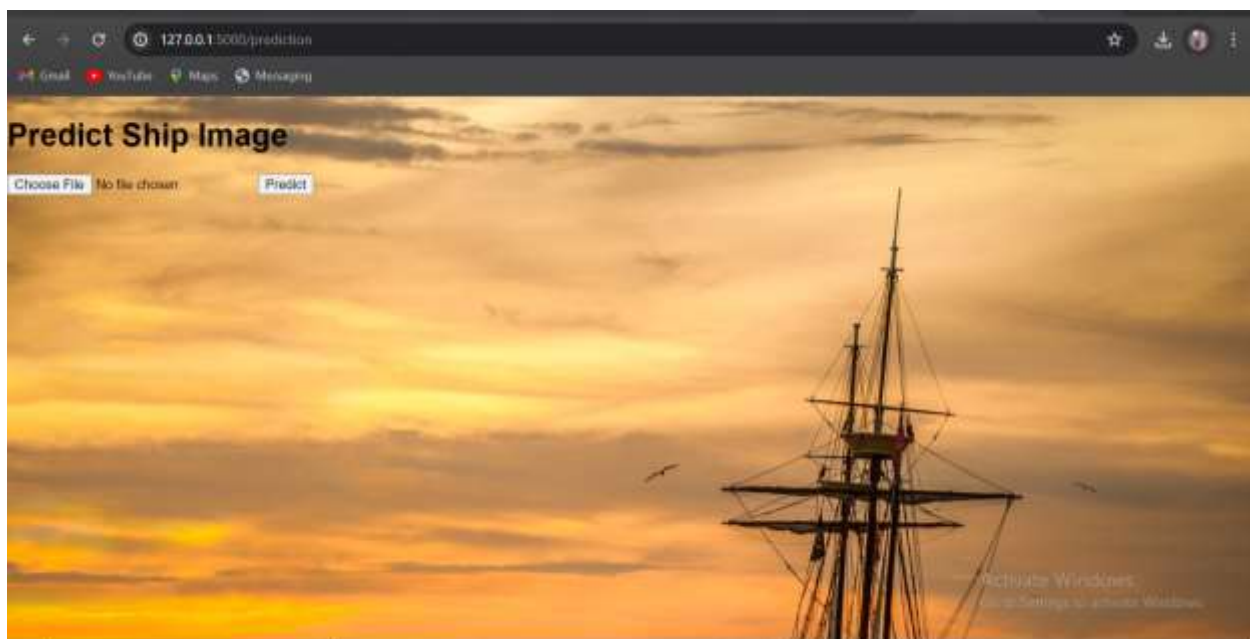 127.0.0.1:5000/prediction
Gmail YouTube Maps Messaging
Predict Ship Image
Choose File No file chosen Predict
Activate Windows
Go to Settings to activate Windows.